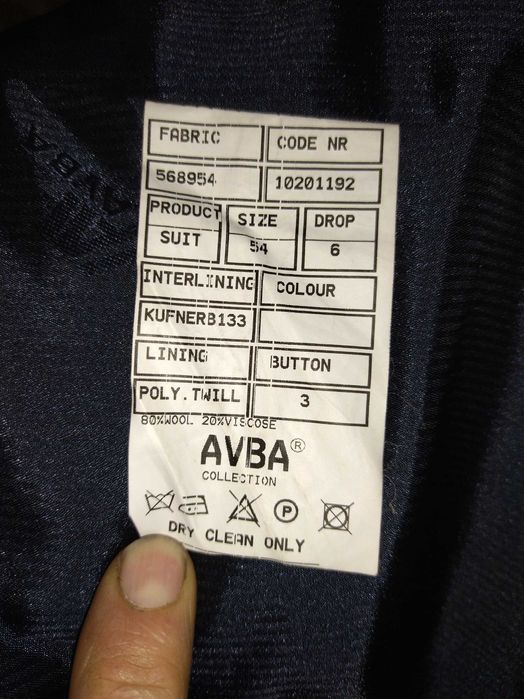 AVBA
FABRIC CODE NR
568954 10201192
PRODUCT SIZE DROP
SUIT 54 6
INTERLINING COLOUR
KUFNERB133
LINING BUTTON
POLY.TWILL 3
80%WOOL 20%VISCOSE
AVBA®
COLLECTION
P
DRY CLEAN ONLY